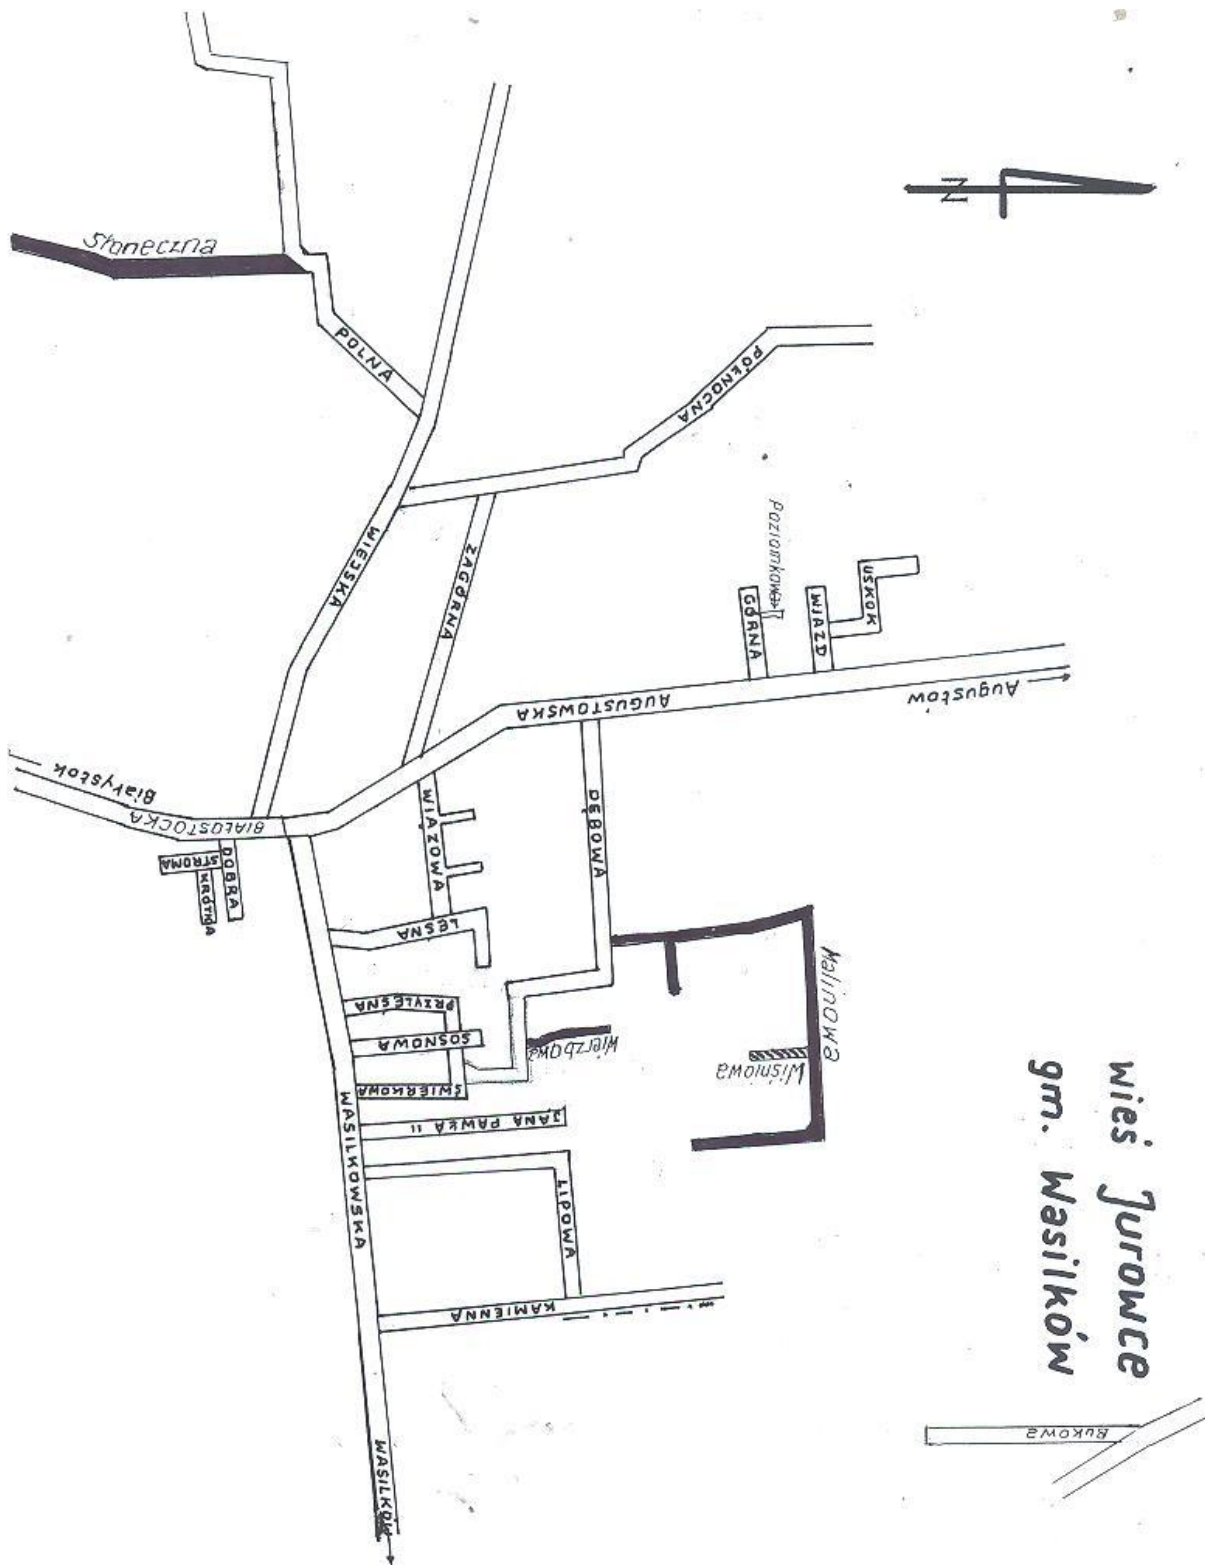 wieś Jurowce
gm. Wasilków
N
Słoneczna
POLNA
PÓŁNOCNA
WIEJSKA
ZAGÓRNA
Poziomkowa
GÓRNA
WJAZD
USKOK
AUGUSTOWSKA
Augustów
Białystok
BIAŁOSTOCKA
STROMA
DOBRA
KRÓTKA
WIĄZOWA
DĘBOWA
LEŚNA
PRZYLEŚNA
SOSNOWA
ŚWIERKOWA
Wierzbowa
Malinowa
Wiśniowa
JANA PAWŁA II
WASILKOWSKA
LIPOWA
KAMIENNA
WASILKÓW
Bukowa